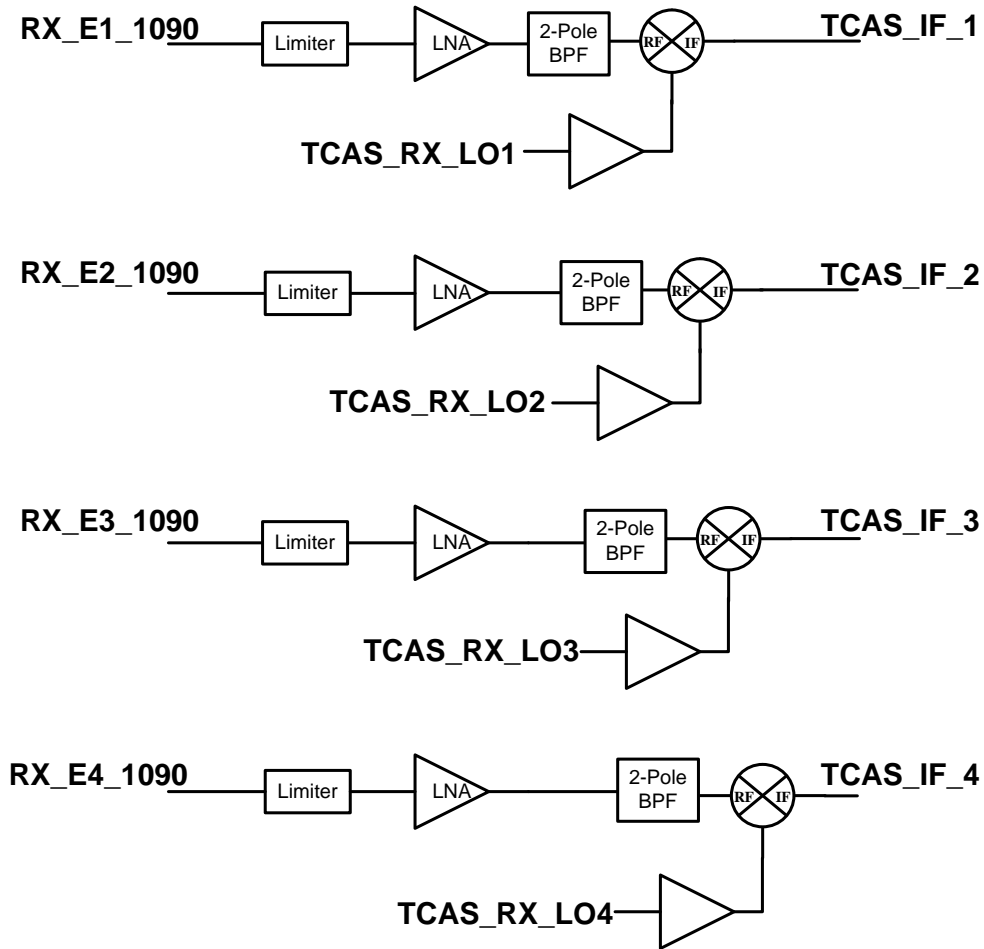 RX_E1_1090
Limiter
LNA
2-Pole
BPF
RF
IF
TCAS_IF_1
TCAS_RX_LO1
RX_E2_1090
Limiter
LNA
2-Pole
BPF
RF
IF
TCAS_IF_2
TCAS_RX_LO2
RX_E3_1090
Limiter
LNA
2-Pole
BPF
RF
IF
TCAS_IF_3
TCAS_RX_LO3
RX_E4_1090
Limiter
LNA
2-Pole
BPF
RF
IF
TCAS_IF_4
TCAS_RX_LO4